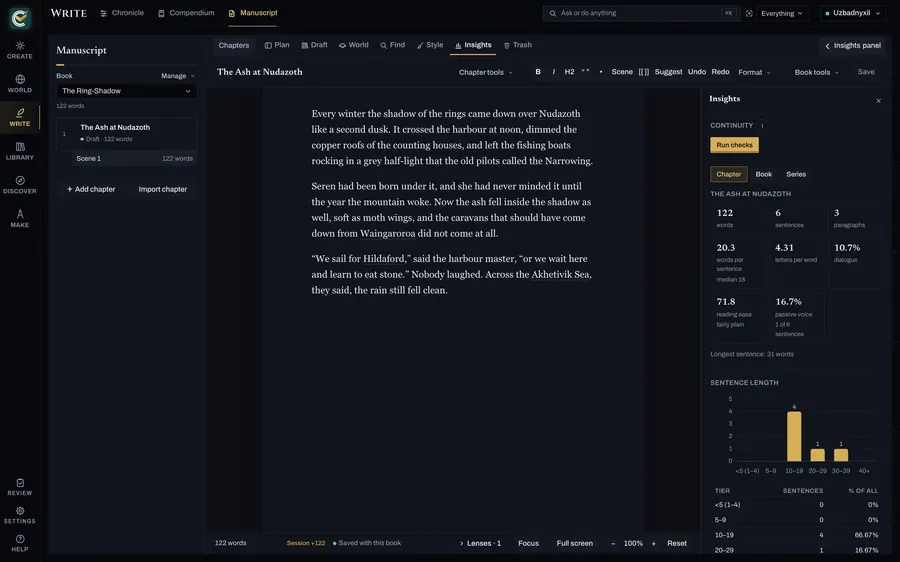 WRITE
Chronicle
Compendium
Manuscript
Ask or do anything
⌘K
Everything
Uzbadnyxil
CREATE
WORLD
WRITE
LIBRARY
DISCOVER
MAKE
REVIEW
SETTINGS
HELP
Manuscript
Book
Manage
The Ring-Shadow
122 words
1
The Ash at Nudazoth
Draft · 122 words
Scene 1
122 words
+ Add chapter
Import chapter
Chapters
Plan
Draft
World
Find
Style
Insights
Trash
Insights panel
The Ash at Nudazoth
Chapter tools
B
I
H2
“ ”
•
Scene
[[ ]]
Suggest
Undo
Redo
Format
Book tools
Save
Every winter the shadow of the rings came down over Nudazoth
like a second dusk. It crossed the harbour at noon, dimmed the
copper roofs of the counting houses, and left the fishing boats
rocking in a grey half-light that the old pilots called the Narrowing.
Seren had been born under it, and she had never minded it until
the year the mountain woke. Now the ash fell inside the shadow as
well, soft as moth wings, and the caravans that should have come
down from Waingaroroa did not come at all.
“We sail for Hildaford,” said the harbour master, “or we wait here
and learn to eat stone.” Nobody laughed. Across the Akhetivik Sea,
they said, the rain still fell clean.
122 words
Session +122
Saved with this book
Lenses · 1
Focus
Full screen
−
100%
+
Reset
Insights
×
CONTINUITY
i
Run checks
Chapter
Book
Series
THE ASH AT NUDAZOTH
122
words
6
sentences
3
paragraphs
20.3
words per
sentence
median 18
4.31
letters per word
10.7%
dialogue
71.8
reading ease
fairly plain
16.7%
passive voice
1 of 6
sentences
Longest sentence: 31 words
SENTENCE LENGTH
5
4
3
2
1
0
4
1
1
<5 (1–4)
5–9
10–19
20–29
30–39
40+
TIER
SENTENCES
% OF ALL
<5 (1–4)
0
0%
5–9
0
0%
10–19
4
66.67%
20–29
1
16.67%